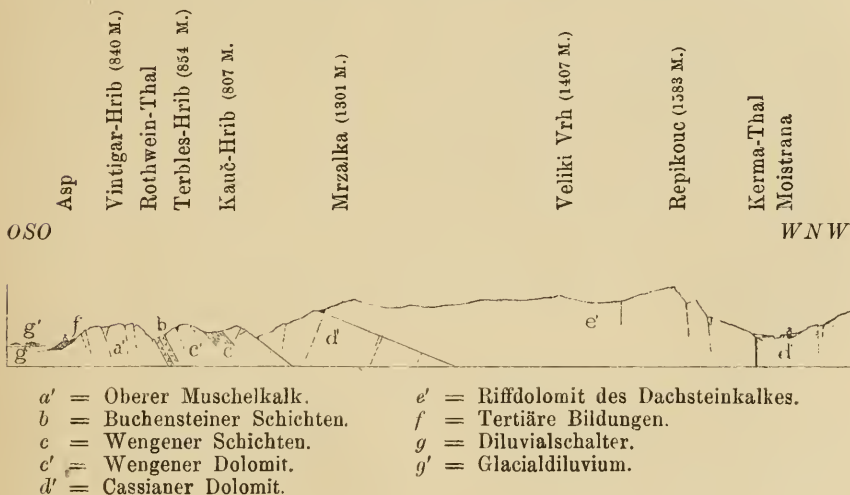 Asp
Vintigar-Hrib (840 M.)
Rothwein-Thal
Terbles-Hrib (854 M.)
Kauč-Hrib (807 M.
Mrzalka (1301 M.)
Veliki Vrh (1407 M.)
Repikouc (1583 M.)
Kerma-Thal
Moistrana
OSO WNW
g' f b
g a' c' c d' e' d'
a' = Oberer Muschelkalk.
b = Buchensteiner Schichten.
c = Wengener Schichten.
c' = Wengener Dolomit.
d' = Cassianer Dolomit.
e' = Riffdolomit des Dachsteinkalkes.
f = Tertiäre Bildungen.
g = Diluvialschalter.
g' = Glacialdiluvium.